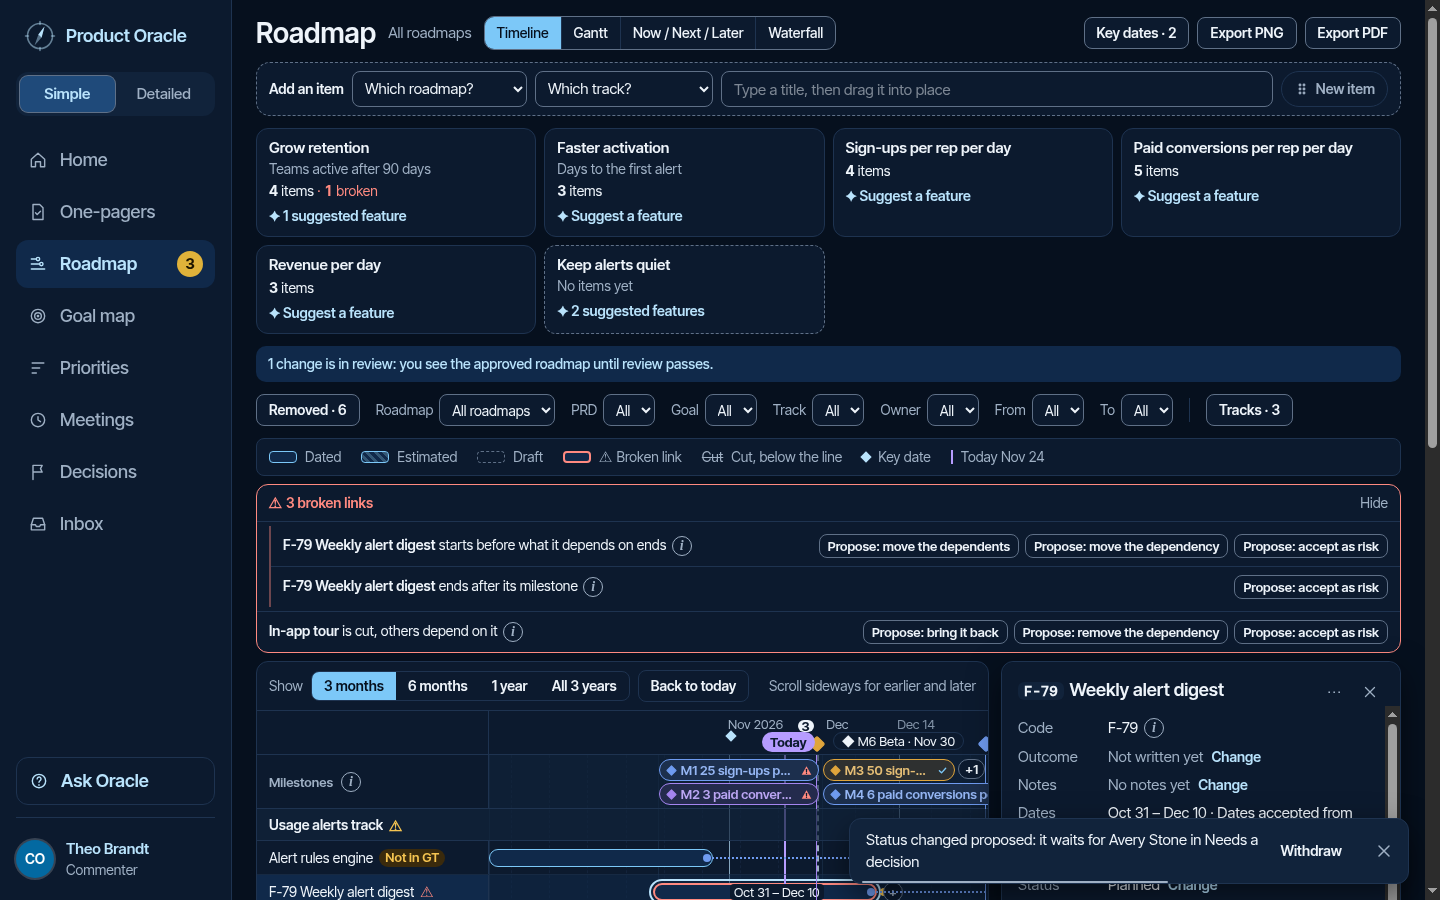 Product Oracle
Simple
Detailed
Home
One-pagers
Roadmap
3
Goal map
Priorities
Meetings
Decisions
Inbox
Ask Oracle
CO
Theo Brandt
Commenter
Roadmap
All roadmaps
Timeline
Gantt
Now / Next / Later
Waterfall
Key dates · 2
Export PNG
Export PDF
Add an item
Which roadmap?
Which track?
Type a title, then drag it into place
New item
Grow retention
Teams active after 90 days
4 items · 1 broken
✦ 1 suggested feature
Faster activation
Days to the first alert
3 items
✦ Suggest a feature
Sign-ups per rep per day
4 items
✦ Suggest a feature
Paid conversions per rep per day
5 items
✦ Suggest a feature
Revenue per day
3 items
✦ Suggest a feature
Keep alerts quiet
No items yet
✦ 2 suggested features
1 change is in review: you see the approved roadmap until review passes.
Removed · 6
Roadmap
All roadmaps
PRD
All
Goal
All
Track
All
Owner
All
From
All
To
All
Tracks · 3
Dated
Estimated
Draft
⚠ Broken link
Cut Cut, below the line
Key date
Today Nov 24
⚠ 3 broken links
Hide
F-79 Weekly alert digest starts before what it depends on ends
i
Propose: move the dependents
Propose: move the dependency
Propose: accept as risk
F-79 Weekly alert digest ends after its milestone
i
Propose: accept as risk
In-app tour is cut, others depend on it
i
Propose: bring it back
Propose: remove the dependency
Propose: accept as risk
Show
3 months
6 months
1 year
All 3 years
Back to today
Scroll sideways for earlier and later
Nov 2026
3
Dec
Dec 14
Today
M6 Beta · Nov 30
Milestones
i
M1 25 sign-ups p...
M3 50 sign-...
+1
M2 3 paid conver...
M4 6 paid conversions p
Usage alerts track ⚠
Alert rules engine
Not in GT
F-79 Weekly alert digest ⚠
Oct 31 – Dec 10
F-79
Weekly alert digest
Code
F-79
i
Outcome
Not written yet
Change
Notes
No notes yet
Change
Dates
Oct 31 – Dec 10 · Dates accepted from
Status
Planned
Change
Status changed proposed: it waits for Avery Stone in Needs a
decision
Withdraw